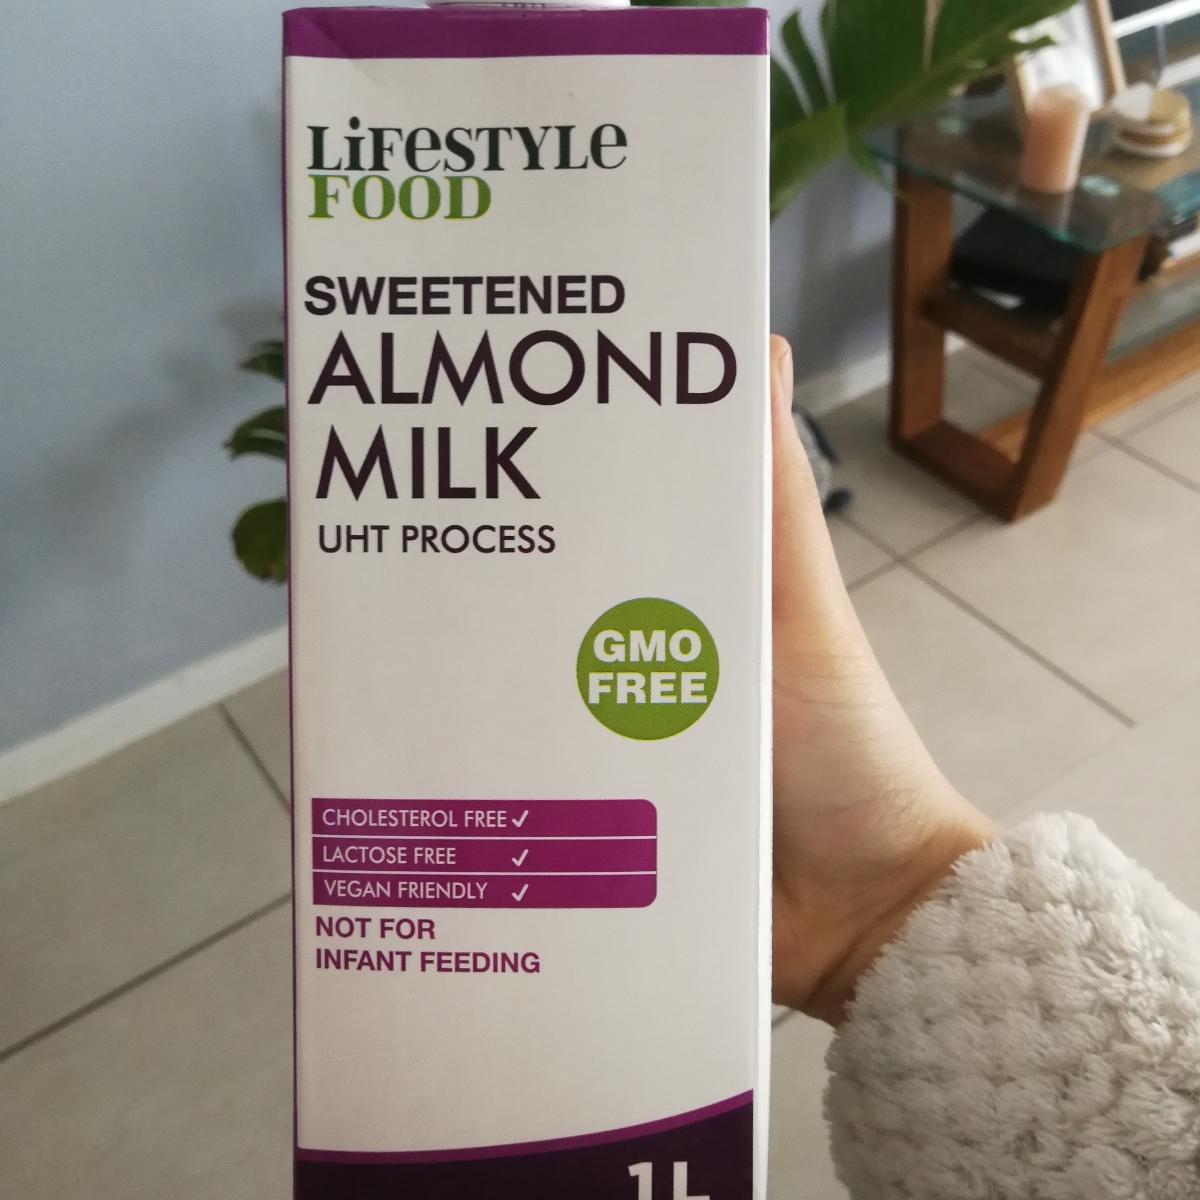 LiFeSTYLe
FOOD
SWEETENED
ALMOND
MILK
UHT PROCESS
GMO
FREE
CHOLESTEROL FREE ✓
LACTOSE FREE ✓
VEGAN FRIENDLY ✓
NOT FOR
INFANT FEEDING
1L